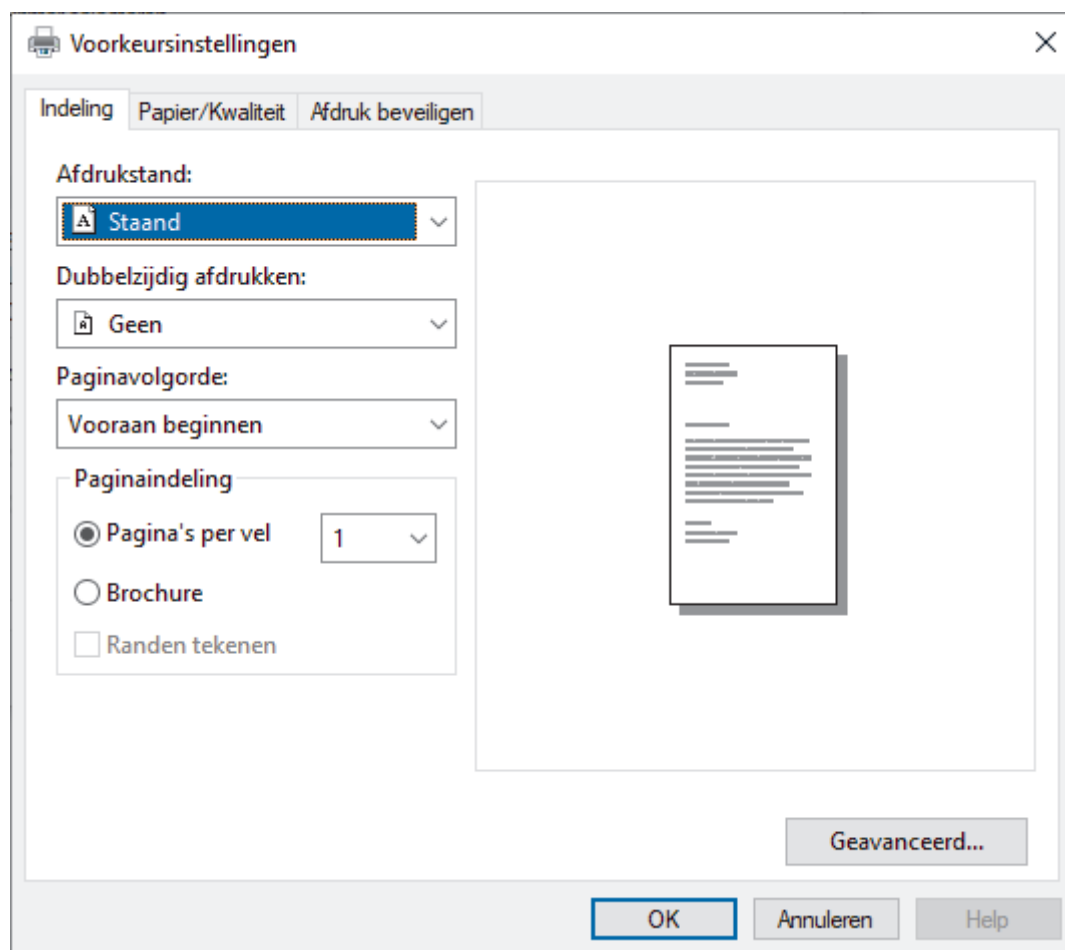 Voorkeursinstellingen
Indeling Papier/Kwaliteit Afdruk beveiligen
Afdrukstand:
A Staand
Dubbelzijdig afdrukken:
A Geen
Paginavolgorde:
Vooraan beginnen
Paginaindeling
Pagina's per vel 1
Brochure
Randen tekenen
Geavanceerd...
OK Annuleren Help